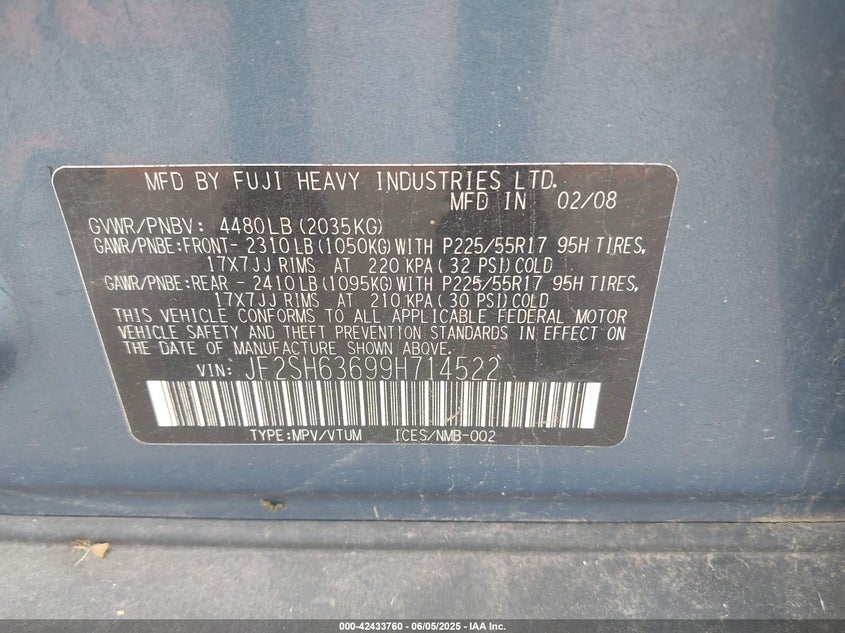 MFD BY FUJI HEAVY INDUSTRIES LTD.
MFD IN 02/08
GVWR/PNBV: 4480LB (2035KG)
GAWR/PNBE:FRONT- 2310 LB (1050KG) WITH P225/55R17 95H TIRES,
17X7JJ RIMS AT 220 KPA ( 32 PSI) COLD
GAWR/PNBE:REAR - 2410 LB (1095KG) WITH P225/55R17 95H TIRES,
17X7JJ RIMS AT 210 KPA ( 30 PSI) COLD
THIS VEHICLE CONFORMS TO ALL APPLICABLE FEDERAL MOTOR
VEHICLE SAFETY AND THEFT PREVENTION STANDARDS IN EFFECT ON
THE DATE OF MANUFACTURE SHOWN ABOVE.
VIN: JF2SH63699H714522
TYPE:MPV/VTUM ICES/NMB-002
000-42433760 - 06/05/2025 - IAA Inc.